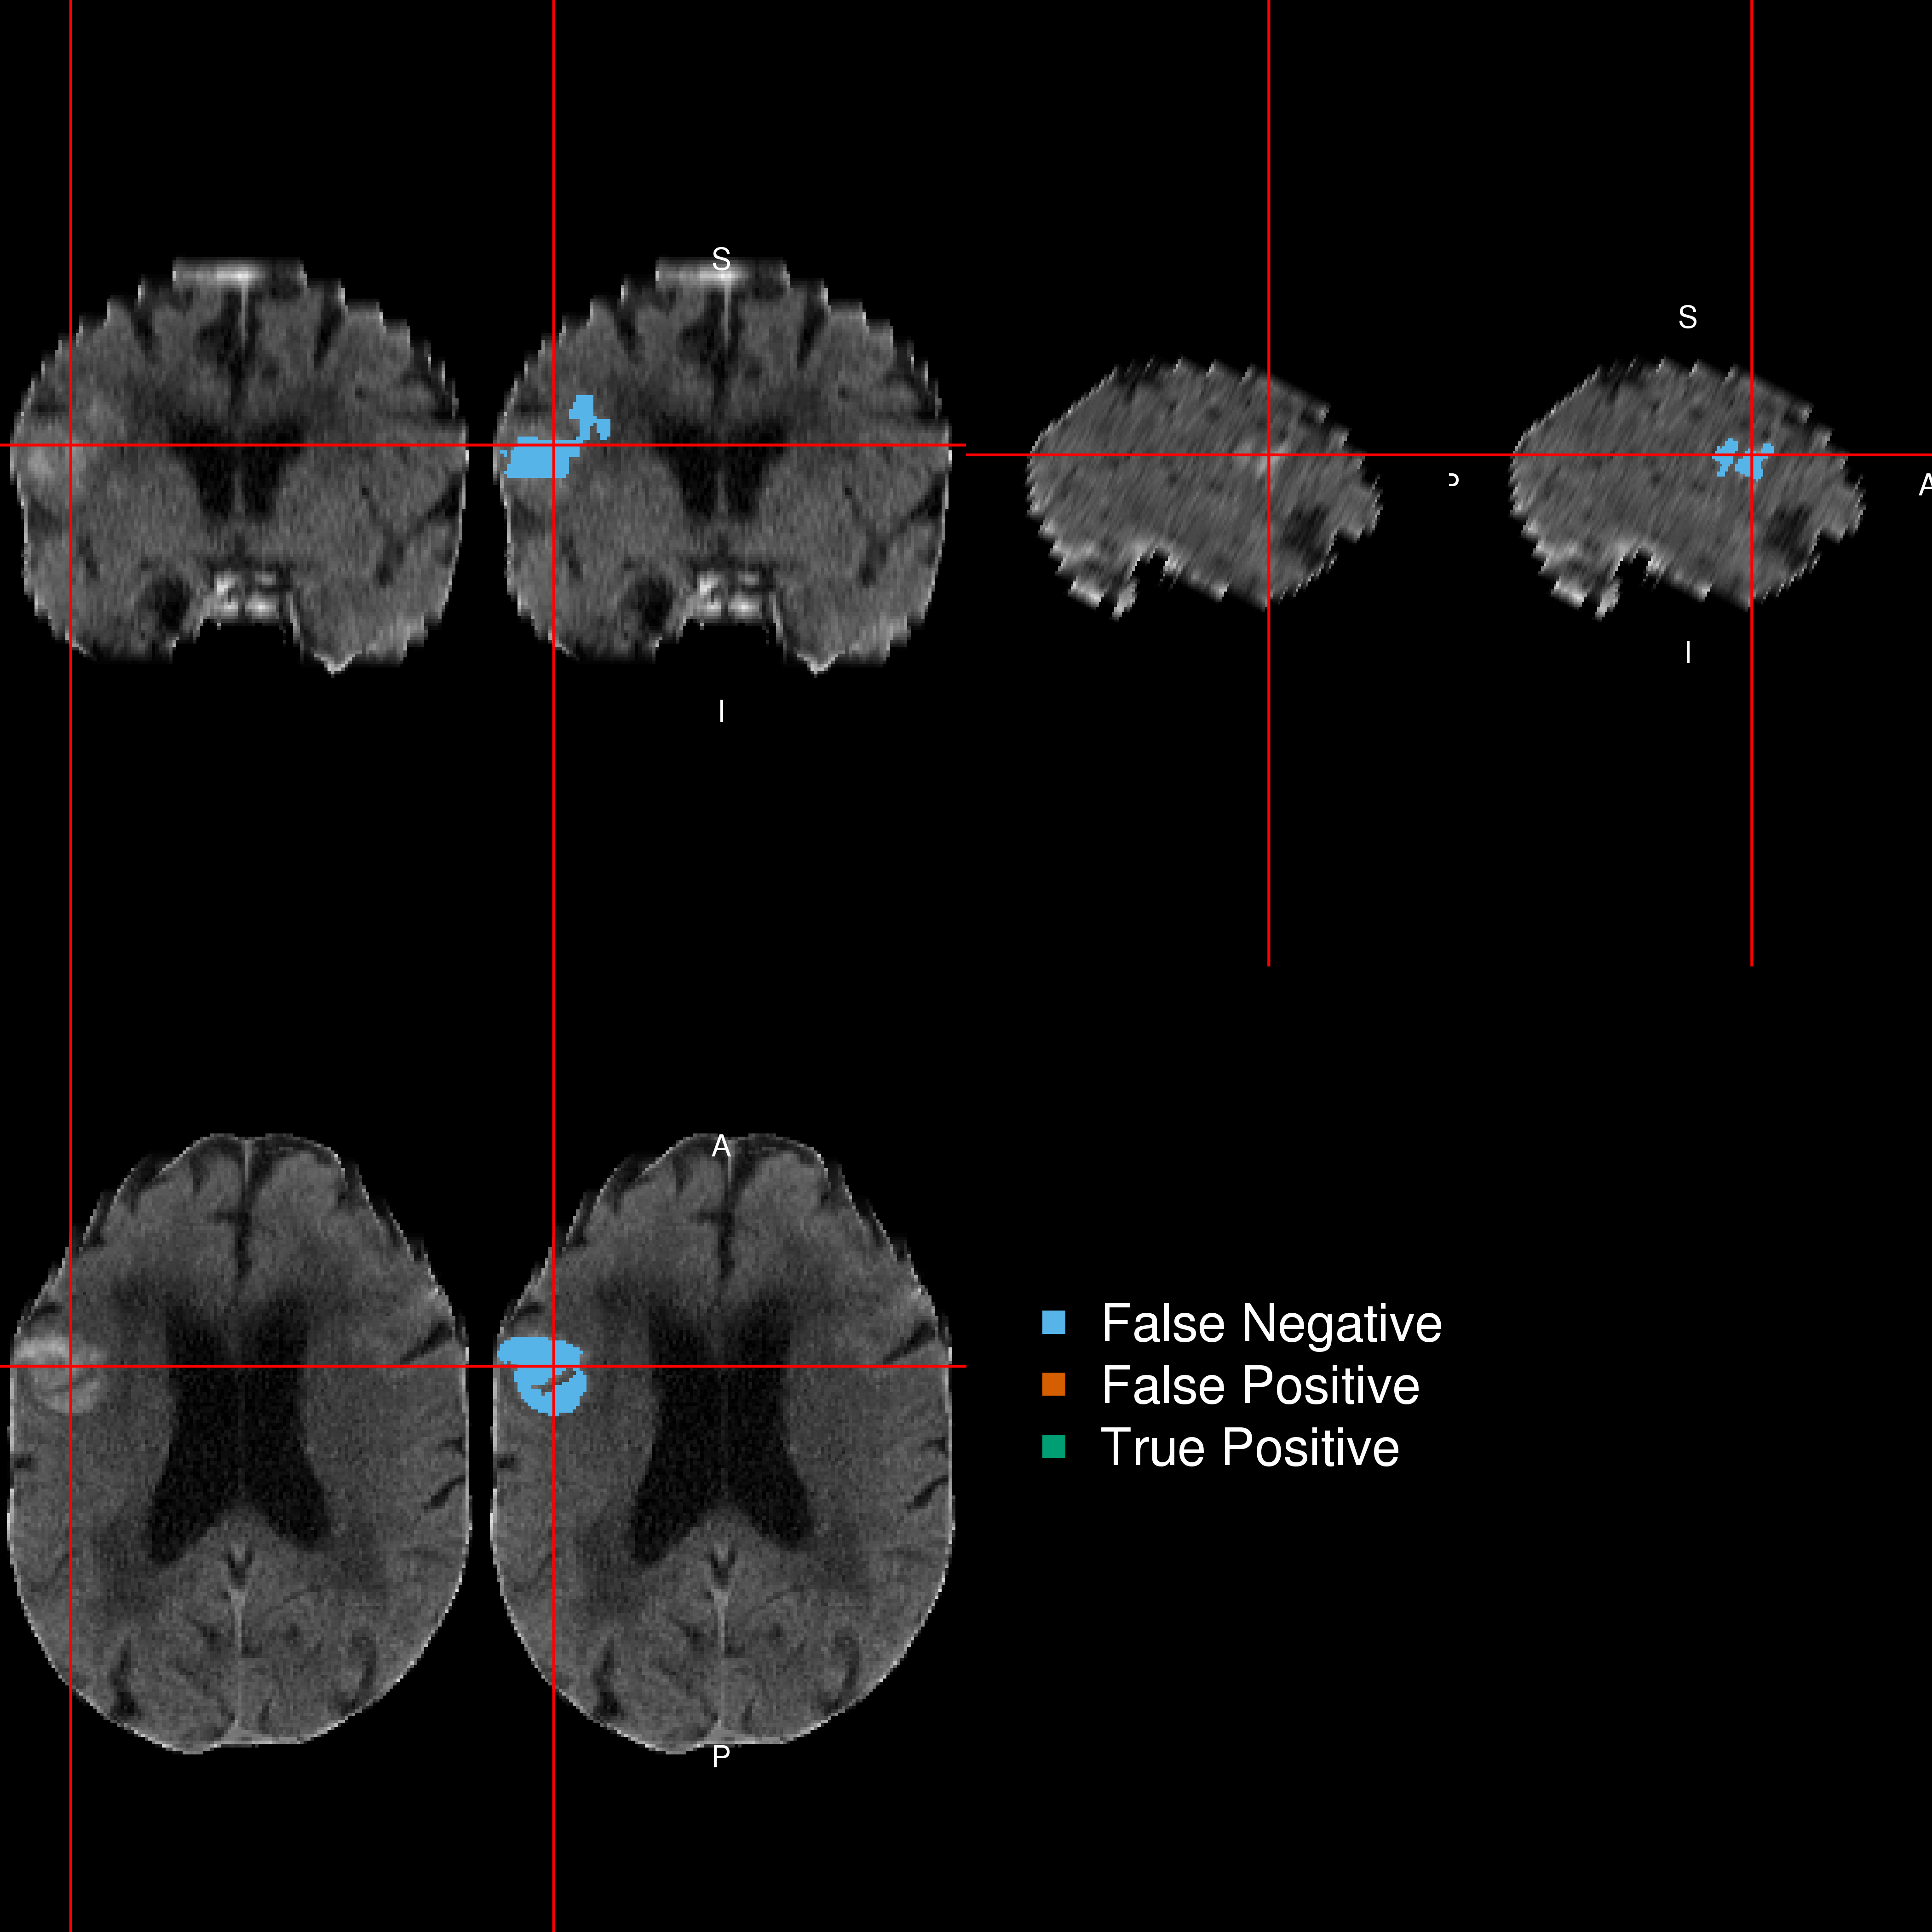 S
S
P
A
I
I
A
False Negative
False Positive
True Positive
P